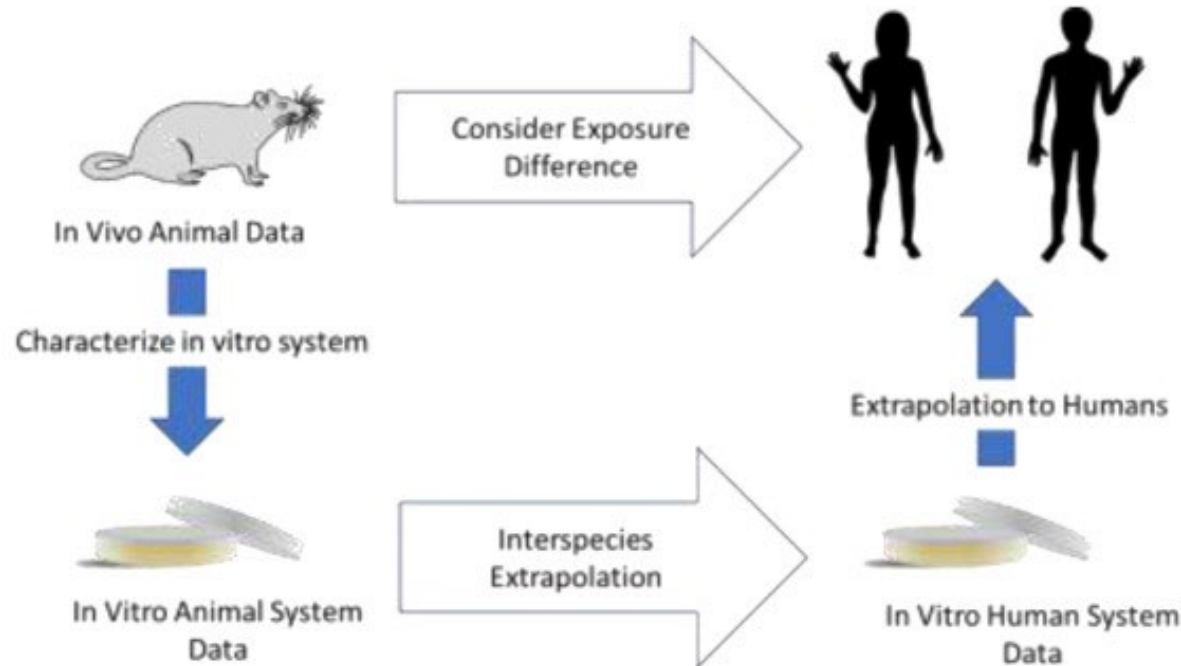 Consider Exposure
Difference
In Vivo Animal Data
Characterize in vitro system
Extrapolation to Humans
Interspecies
Extrapolation
In Vitro Animal System
Data
In Vitro Human System
Data